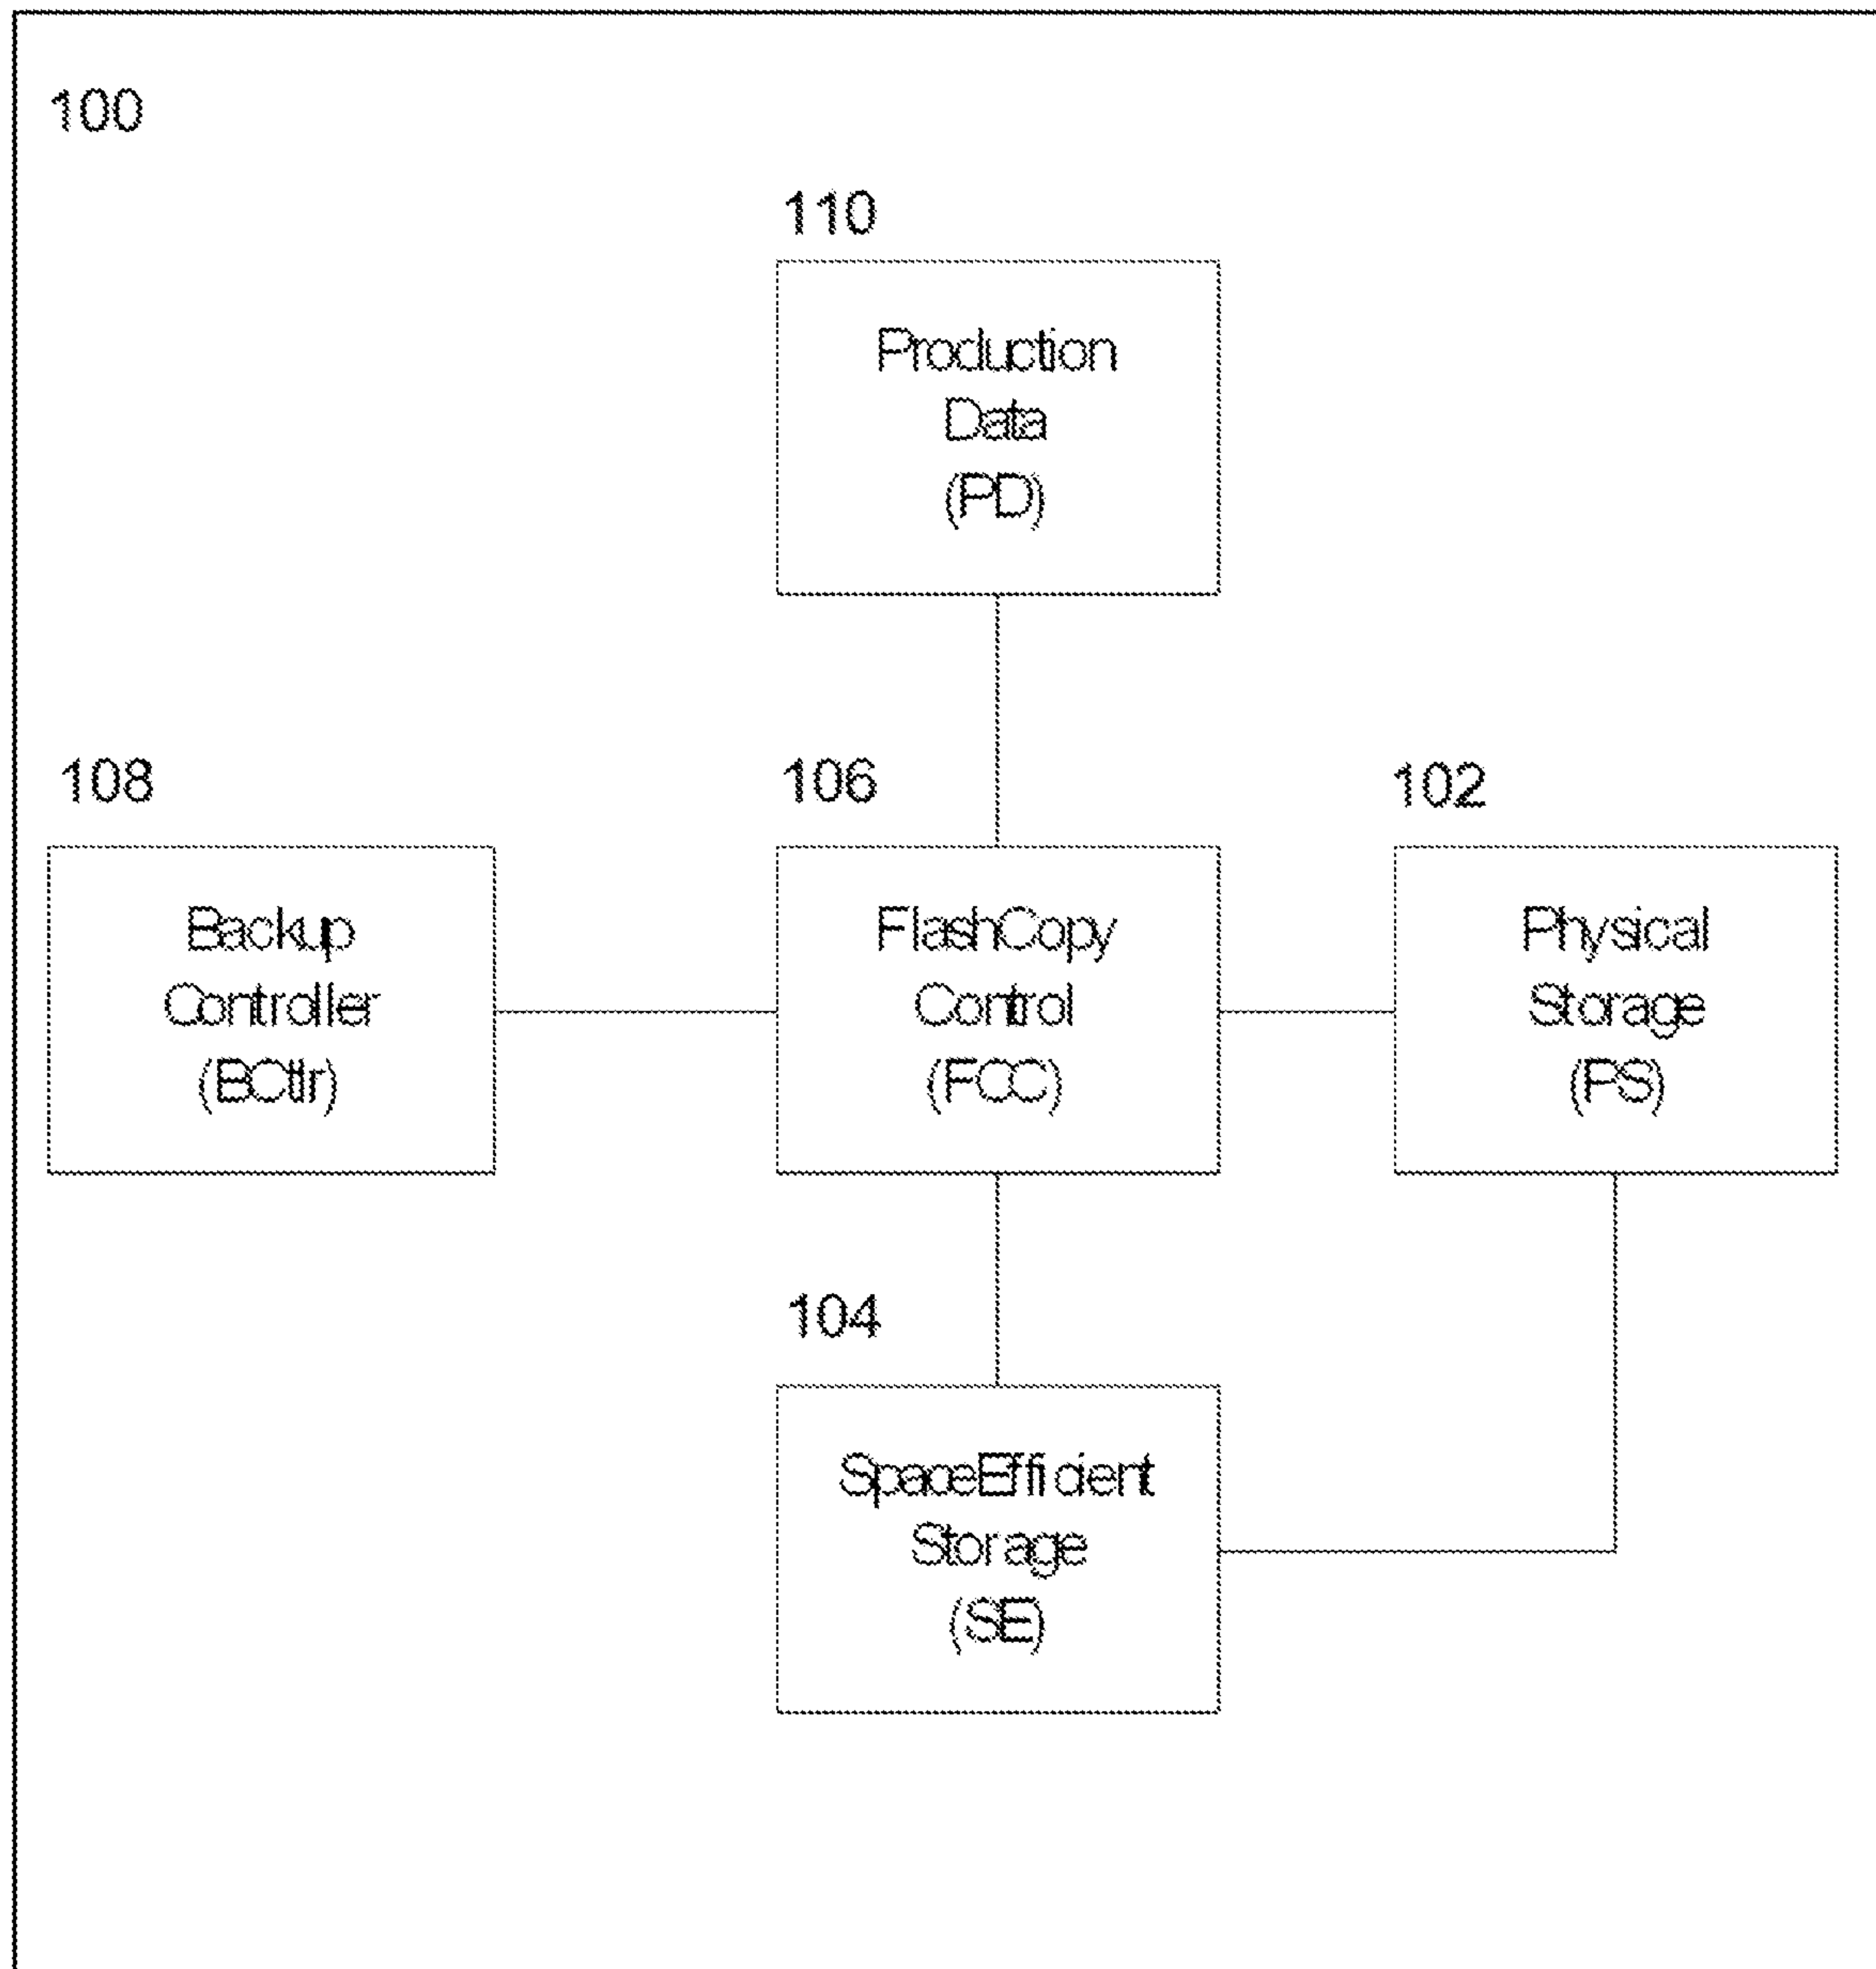 100
110
Production
Data
(PD)
108
106
102
Backup
Controller
(BCtlr)
FlashCopy
Control
(FCC)
Physical
Storage
(PS)
104
SpaceEfficient
Storage
(SE)